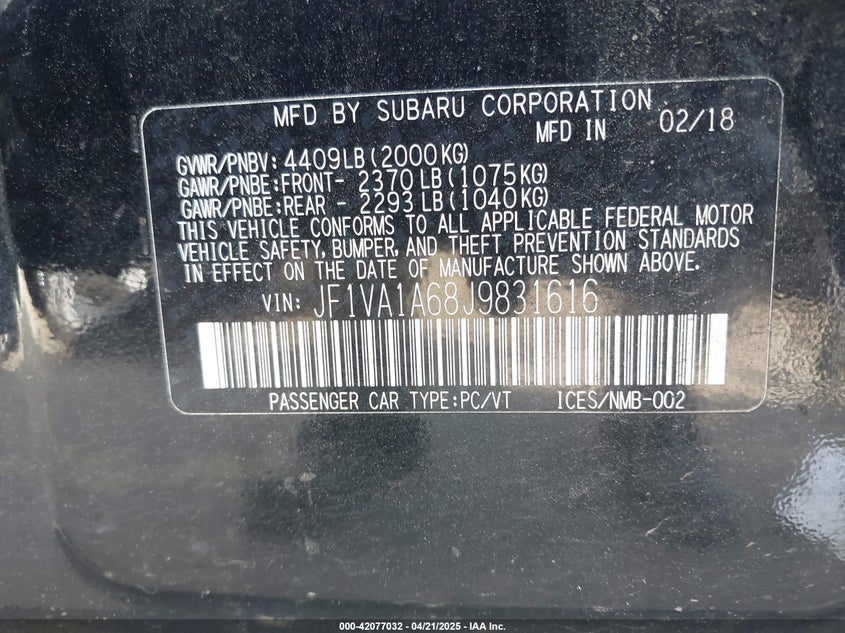 MFD BY SUBARU CORPORATION
MFD IN 02/18
GVWR/PNBV: 4409LB(2000KG)
GAWR/PNBE:FRONT- 2370LB(1075KG)
GAWR/PNBE:REAR - 2293LB(1040KG)
THIS VEHICLE CONFORMS TO ALL APPLICABLE FEDERAL MOTOR
VEHICLE SAFETY, BUMPER, AND THEFT PREVENTION STANDARDS
IN EFFECT ON THE DATE OF MANUFACTURE SHOWN ABOVE.
VIN: JF1VA1A68J9831616
PASSENGER CAR TYPE:PC/VT ICES/NMB-002
000-42077032 - 04/21/2025 - IAA Inc.